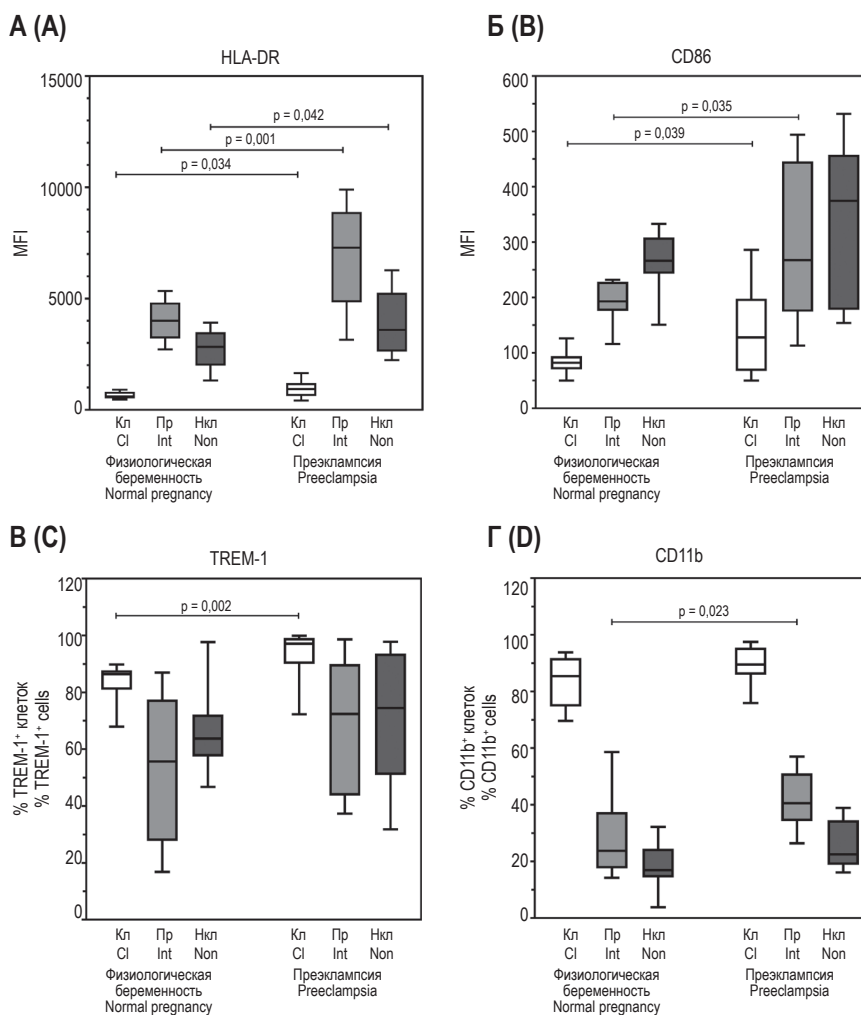 А (A)
HLA-DR
15000
10000
5000
0
MFI
p = 0,042
p = 0,001
p = 0,034
Кл Пр Нкл Кл Пр Нкл
Cl Int Non Cl Int Non
Физиологическая
беременность
Normal pregnancy
Преэклампсия
Preeclampsia
Б (B)
CD86
600
500
400
300
200
100
0
MFI
p = 0,035
p = 0,039
Кл Пр Нкл Кл Пр Нкл
Cl Int Non Cl Int Non
Физиологическая
беременность
Normal pregnancy
Преэклампсия
Preeclampsia
В (C)
TREM-1
120
100
80
60
40
20
0
% TREM-1⁺ клеток
% TREM-1⁺ cells
p = 0,002
Кл Пр Нкл Кл Пр Нкл
Cl Int Non Cl Int Non
Физиологическая
беременность
Normal pregnancy
Преэклампсия
Preeclampsia
Г (D)
CD11b
120
100
80
60
40
20
0
% CD11b⁺ клеток
% CD11b⁺ cells
p = 0,023
Кл Пр Нкл Кл Пр Нкл
Cl Int Non Cl Int Non
Физиологическая
беременность
Normal pregnancy
Преэклампсия
Preeclampsia